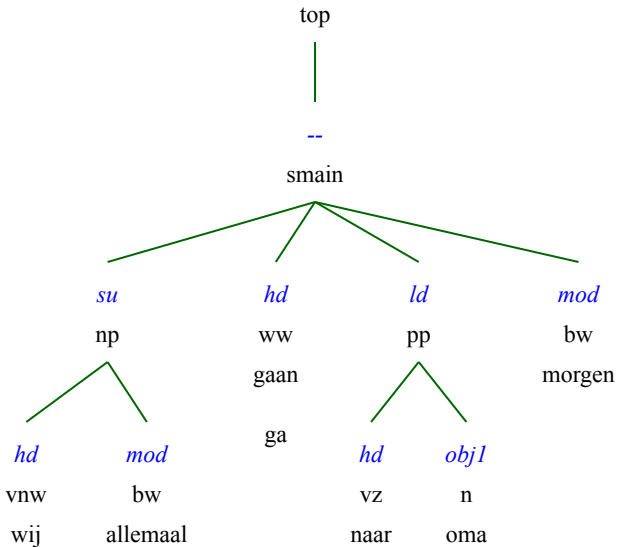 top
--
smain
su hd ld mod
np ww pp bw
gaan morgen
ga
hd mod hd obj1
vnw bw vz n
wij allemaal naar oma